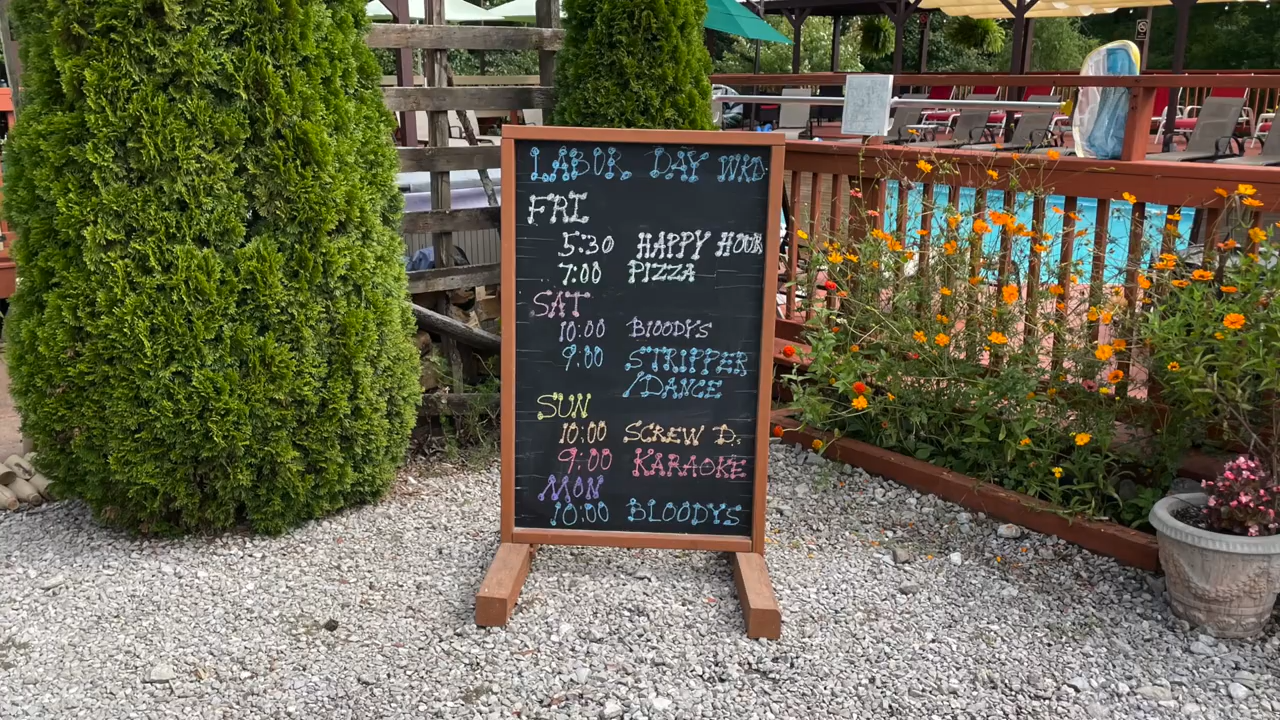 LABOR DAY WKD.
FRI
5:30 HAPPY HOUR
7:00 PIZZA
SAT
10:00 BlOODYS
9:00 STRIPPER
/DANCE
SUN
10:00 SCREW D.
9:00 KARAOKE
MON
10:00 BLOODYS